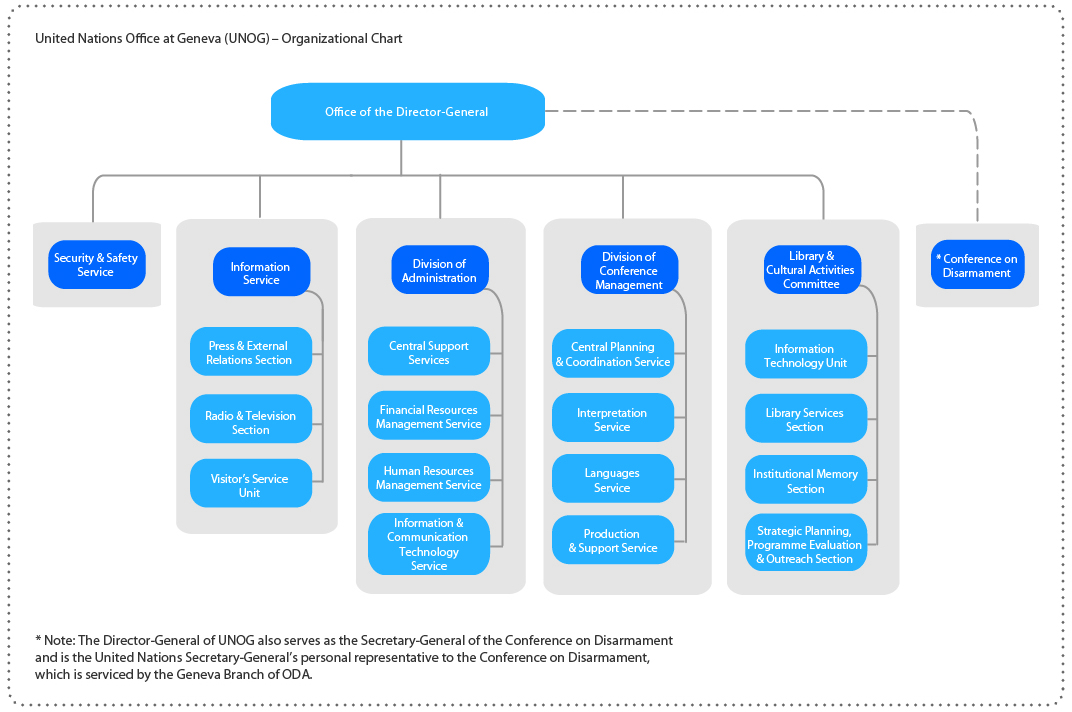 United Nations Office at Geneva (UNOG) – Organizational Chart
Office of the Director-General
Security & Safety
Service
Information
Service
Press & External
Relations Section
Radio & Television
Section
Visitor's Service
Unit
Division of
Administration
Central Support
Services
Financial Resources
Management Service
Human Resources
Management Service
Information &
Communication
Technology
Service
Division of
Conference
Management
Central Planning
& Coordination Service
Interpretation
Service
Languages
Service
Production
& Support Service
Library &
Cultural Activities
Committee
Information
Technology Unit
Library Services
Section
Institutional Memory
Section
Strategic Planning,
Programme Evaluation
& Outreach Section
* Conference on
Disarmament
* Note: The Director-General of UNOG also serves as the Secretary-General of the Conference on Disarmament
and is the United Nations Secretary-General's personal representative to the Conference on Disarmament,
which is serviced by the Geneva Branch of ODA.